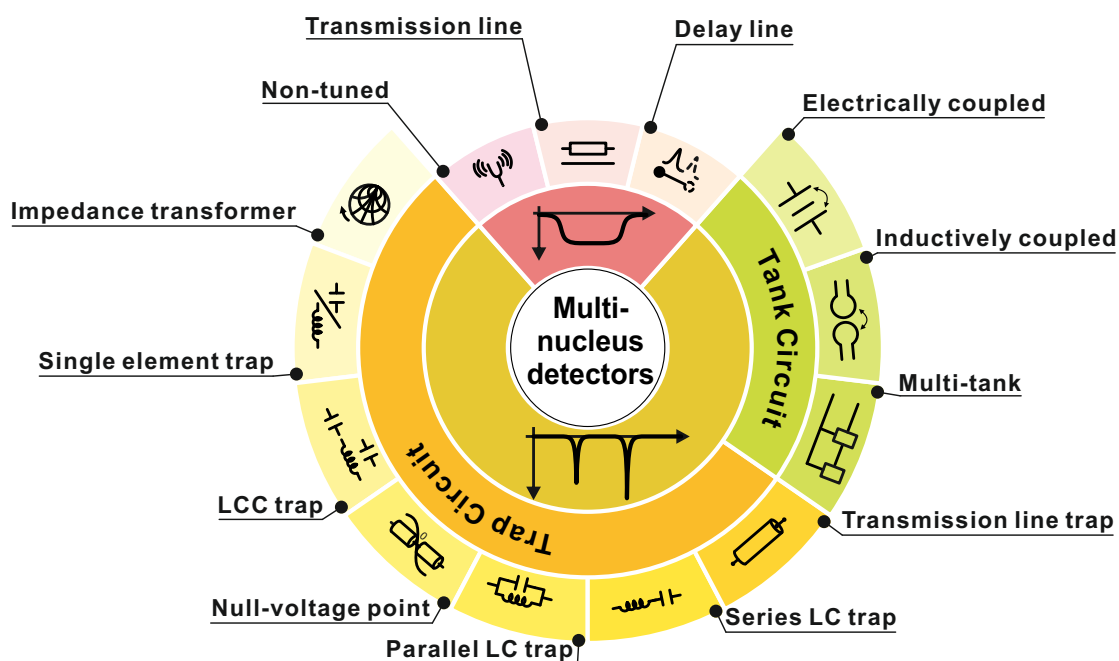 Transmission line
Delay line
Non-tuned
Electrically coupled
Impedance transformer
Inductively coupled
Tank Circuit
Multi-
nucleus
detectors
Single element trap
Multi-tank
Trap Circuit
LCC trap
0
Transmission line trap
Null-voltage point
Series LC trap
Parallel LC trap